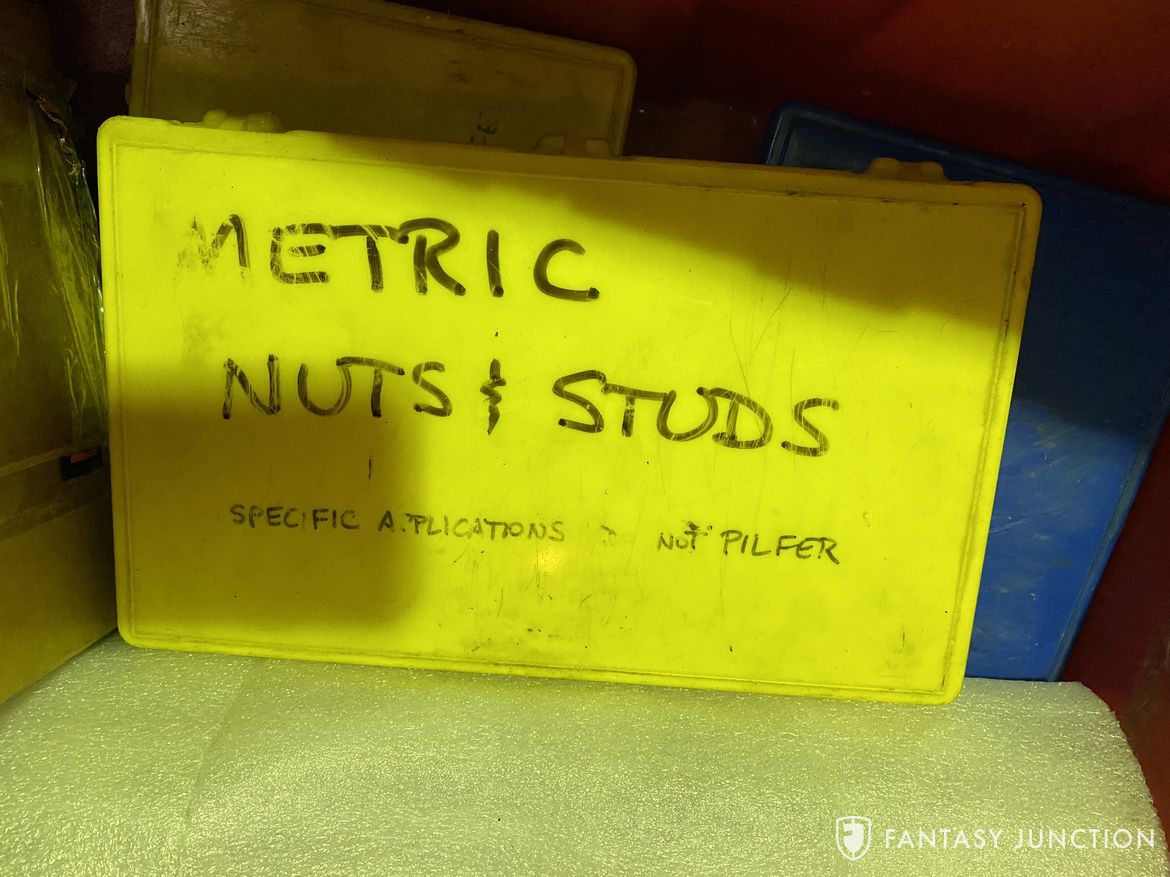 METRIC
NUTS & STUDS
SPECIFIC APPLICATIONS NOT PILFER
FANTASY JUNCTION